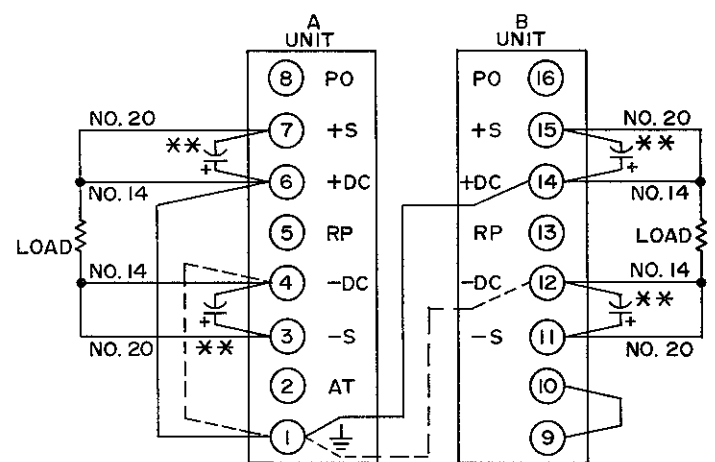 A
UNIT
B
UNIT
8 PO
PO 16
NO. 20
7 +S
+S 15
NO. 20
**
**
+
+
6 +DC
+DC 14
NO. 14
NO. 14
LOAD
5 RP
RP 13
LOAD
NO. 14
4 -DC
-DC 12
NO. 14
**
+
+
3 -S
-S 11
NO. 20
**
NO. 20
2 AT
10
1
9